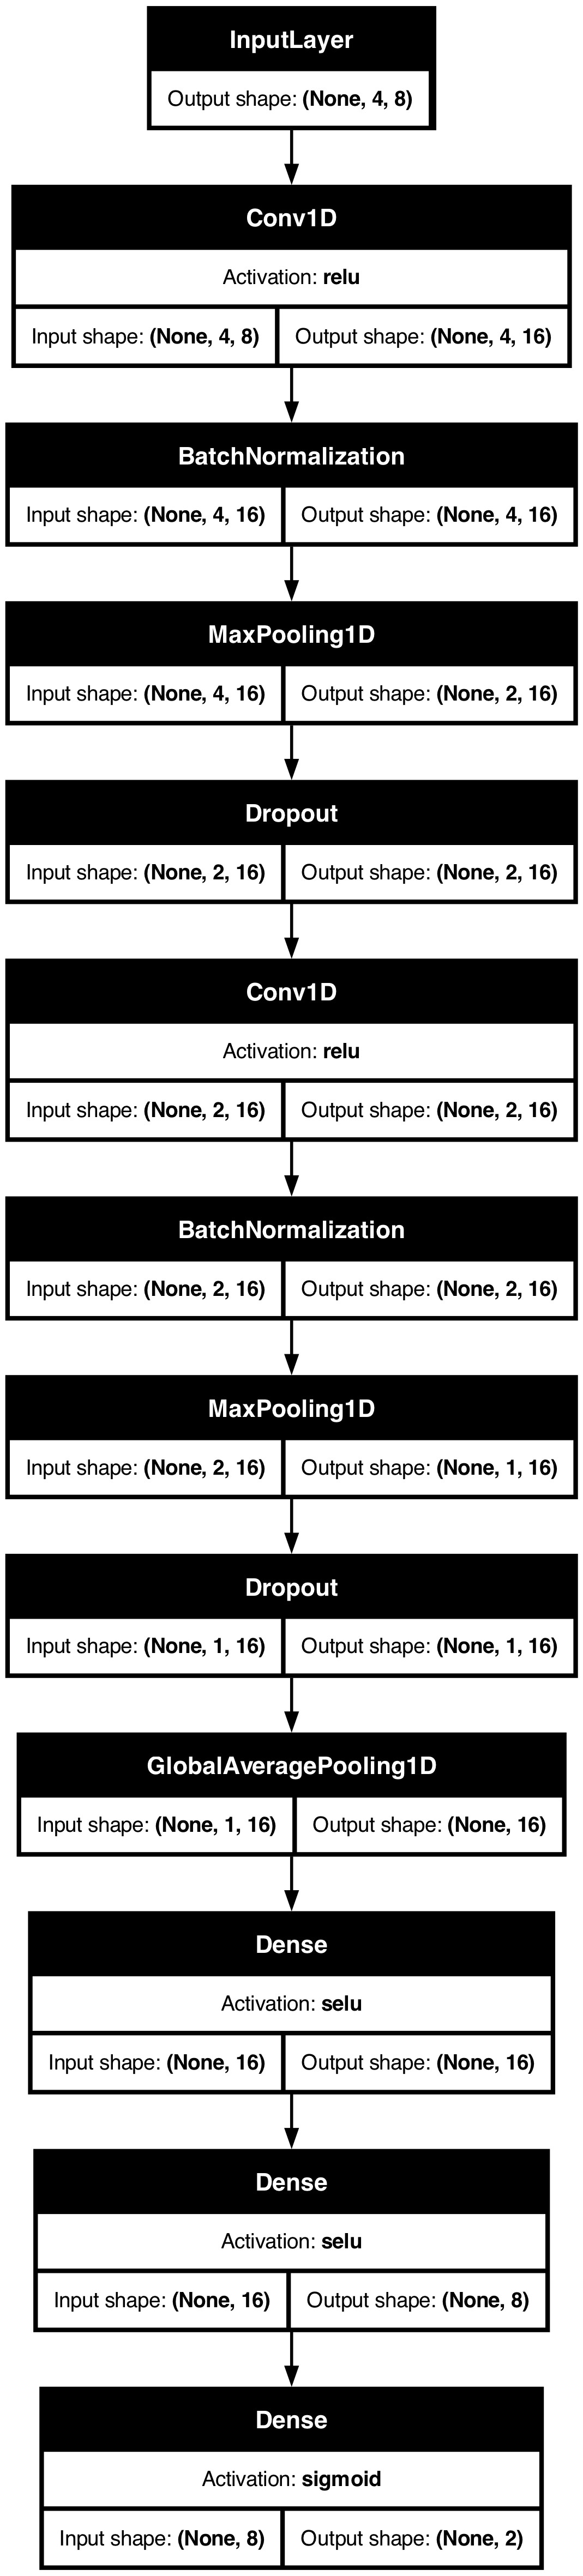 InputLayer
Output shape: (None, 4, 8)
Conv1D
Activation: relu
Input shape: (None, 4, 8) Output shape: (None, 4, 16)
BatchNormalization
Input shape: (None, 4, 16) Output shape: (None, 4, 16)
MaxPooling1D
Input shape: (None, 4, 16) Output shape: (None, 2, 16)
Dropout
Input shape: (None, 2, 16) Output shape: (None, 2, 16)
Conv1D
Activation: relu
Input shape: (None, 2, 16) Output shape: (None, 2, 16)
BatchNormalization
Input shape: (None, 2, 16) Output shape: (None, 2, 16)
MaxPooling1D
Input shape: (None, 2, 16) Output shape: (None, 1, 16)
Dropout
Input shape: (None, 1, 16) Output shape: (None, 1, 16)
GlobalAveragePooling1D
Input shape: (None, 1, 16) Output shape: (None, 16)
Dense
Activation: selu
Input shape: (None, 16) Output shape: (None, 16)
Dense
Activation: selu
Input shape: (None, 16) Output shape: (None, 8)
Dense
Activation: sigmoid
Input shape: (None, 8) Output shape: (None, 2)